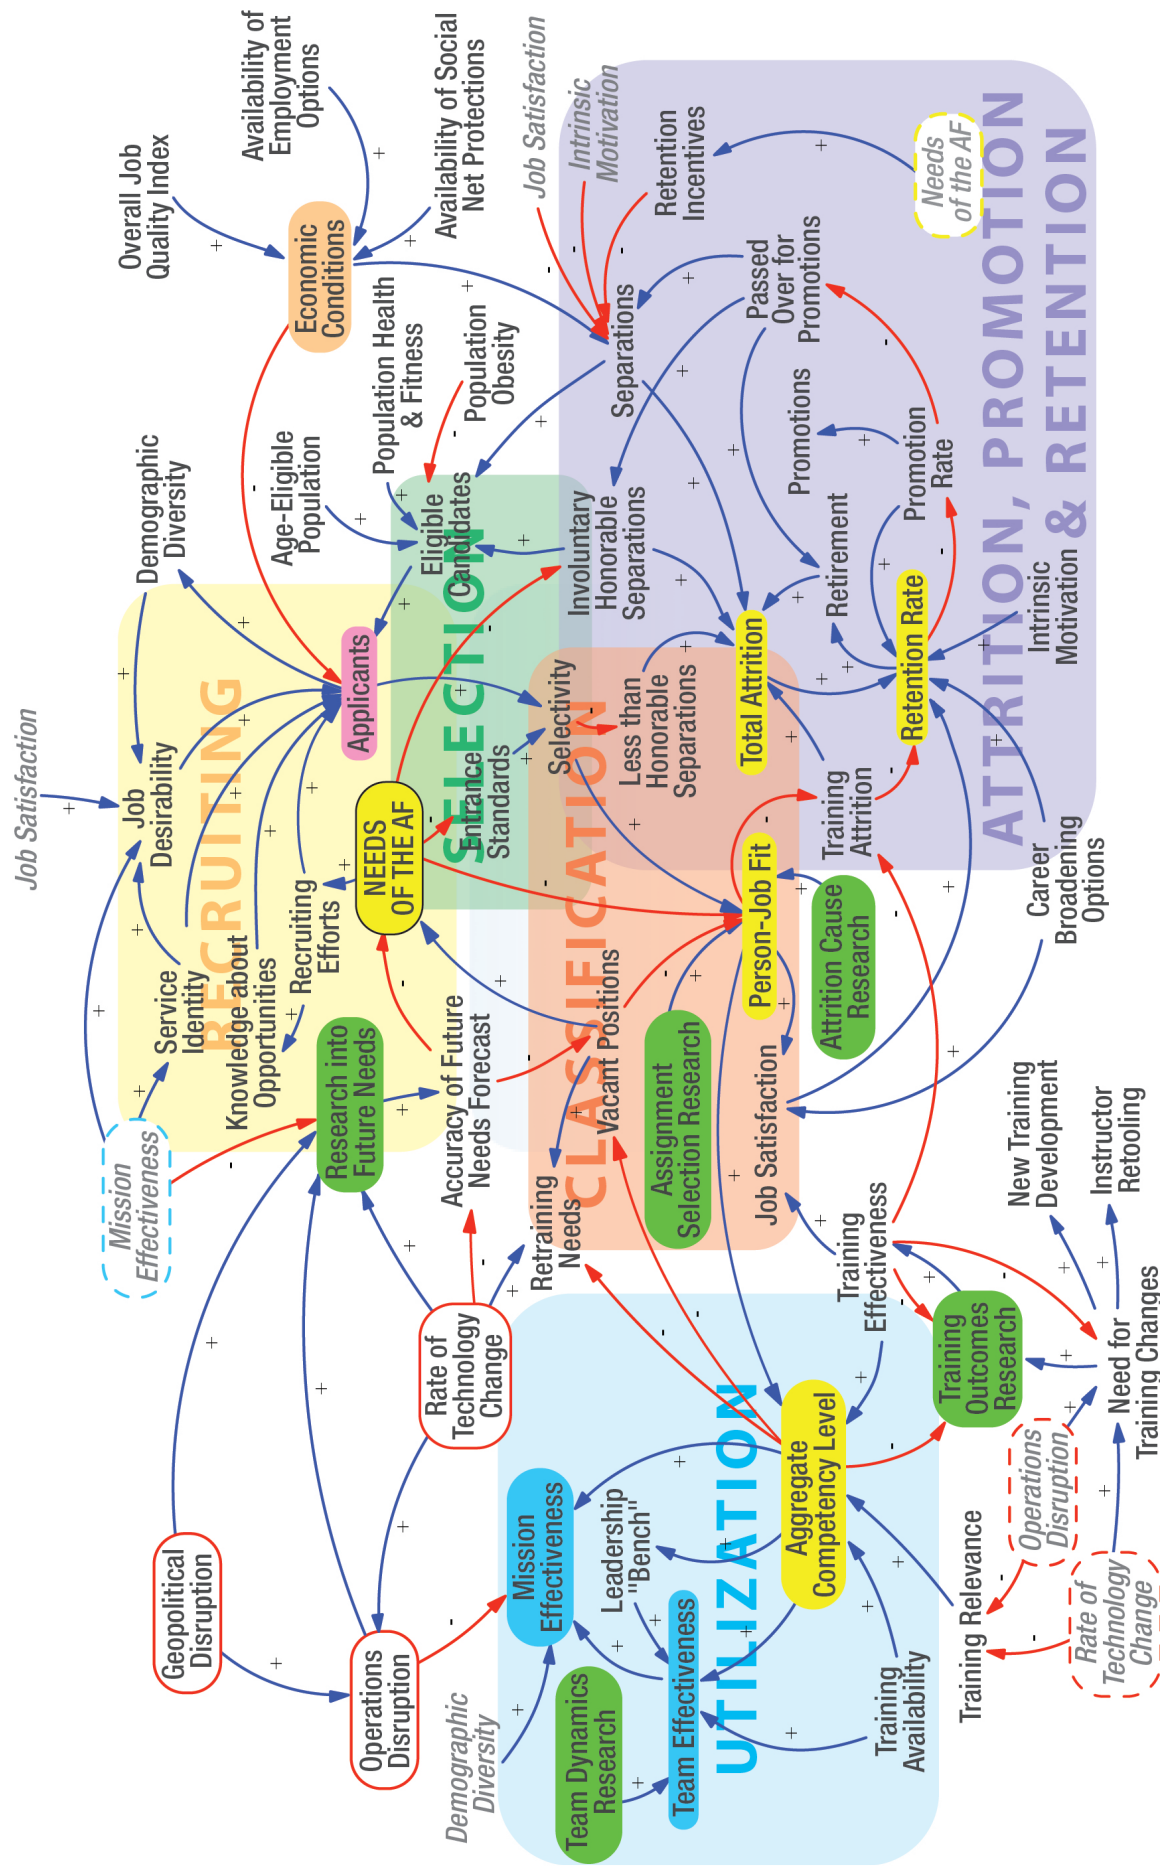 Job Satisfaction
Mission
Effectiveness
Overall Job
Quality Index
Demographic
Diversity
Job
Desirability
Geopolitical
Disruption
Service
Identity
RECRUITING
Availability of
Employment
Options
Knowledge about
Opportunities
Age-Eligible
Population
Recruiting
Efforts
Economic
Conditions
Research into
Future Needs
Applicants
Operations
Disruption
NEEDS
OF THE AF
Population Health
& Fitness
Availability of Social
Net Protections
Rate of
Technology
Change
Accuracy of Future
Needs Forecast
Eligible
Candidates
SELECTION
Population
Obesity
Demographic
Diversity
Entrance
Standards
Job Satisfaction
Mission
Effectiveness
Retraining
Needs
Selectivity
Intrinsic
Motivation
CLASSIFICATION
Team Dynamics
Research
Leadership
"Bench"
Vacant Positions
Involuntary
Honorable
Separations
Separations
Less than
Honorable
Separations
Retention
Incentives
Team Effectiveness
Assignment
Selection Research
UTILIZATION
Job Satisfaction
Person-Job Fit
Total Attrition
Passed
Over for
Promotions
Aggregate
Competency Level
Promotions
Attrition Cause
Research
Training
Attrition
Retirement
Training
Effectiveness
Training
Availability
Retention Rate
Promotion
Rate
Needs
of the AF
Training
Outcomes
Research
Training Relevance
ATTRITION, PROMOTION
& RETENTION
Operations
Disruption
New Training
Development
Career
Broadening
Options
Intrinsic
Motivation
Rate of
Technology
Change
Need for
Training Changes
Instructor
Retooling